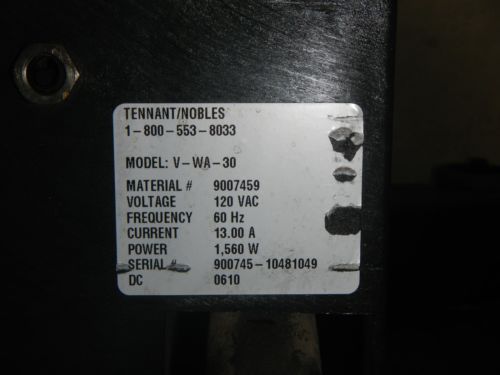 TENNANT/NOBLES
1-800-553-8033
MODEL: V-WA-30
MATERIAL # 9007459
VOLTAGE 120 VAC
FREQUENCY 60 Hz
CURRENT 13.00 A
POWER 1,560 W
SERIAL # 900745-10481049
DC 0610